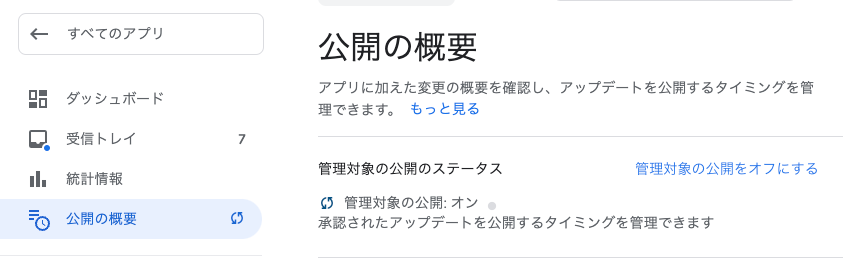 すべてのアプリ
ダッシュボード
受信トレイ 7
統計情報
公開の概要
公開の概要
アプリに加えた変更の概要を確認し、アップデートを公開するタイミングを管
理できます。 もっと見る
管理対象の公開のステータス 管理対象の公開をオフにする
管理対象の公開: オン
承認されたアップデートを公開するタイミングを管理できます